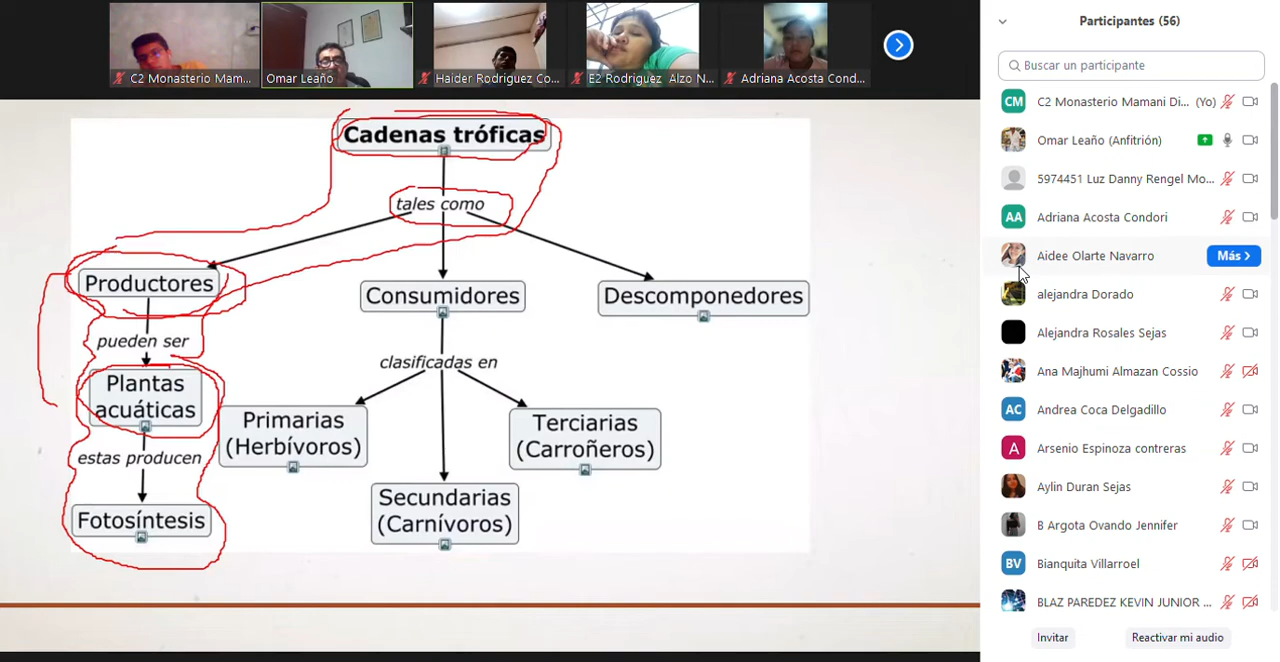 C2 Monasterio Mam...
Omar Leaño
Haider Rodriguez Co...
E2 Rodriguez Alzo N...
Adriana Acosta Cond...
Cadenas tróficas
tales como
Productores
Consumidores
Descomponedores
pueden ser
clasificadas en
Plantas
acuáticas
Primarias
(Herbívoros)
Terciarias
(Carroñeros)
estas producen
Secundarias
(Carnívoros)
Fotosíntesis
Participantes (56)
Buscar un participante
CM C2 Monasterio Mamani Di... (Yo)
Omar Leaño (Anfitrión)
5974451 Luz Danny Rengel Mo...
AA Adriana Acosta Condori
Aidee Olarte Navarro Más >
alejandra Dorado
Alejandra Rosales Sejas
Ana Majhumi Almazan Cossio
AC Andrea Coca Delgadillo
A Arsenio Espinoza contreras
Aylin Duran Sejas
B Argota Ovando Jennifer
BV Bianquita Villarroel
BLAZ PAREDEZ KEVIN JUNIOR ...
Invitar Reactivar mi audio